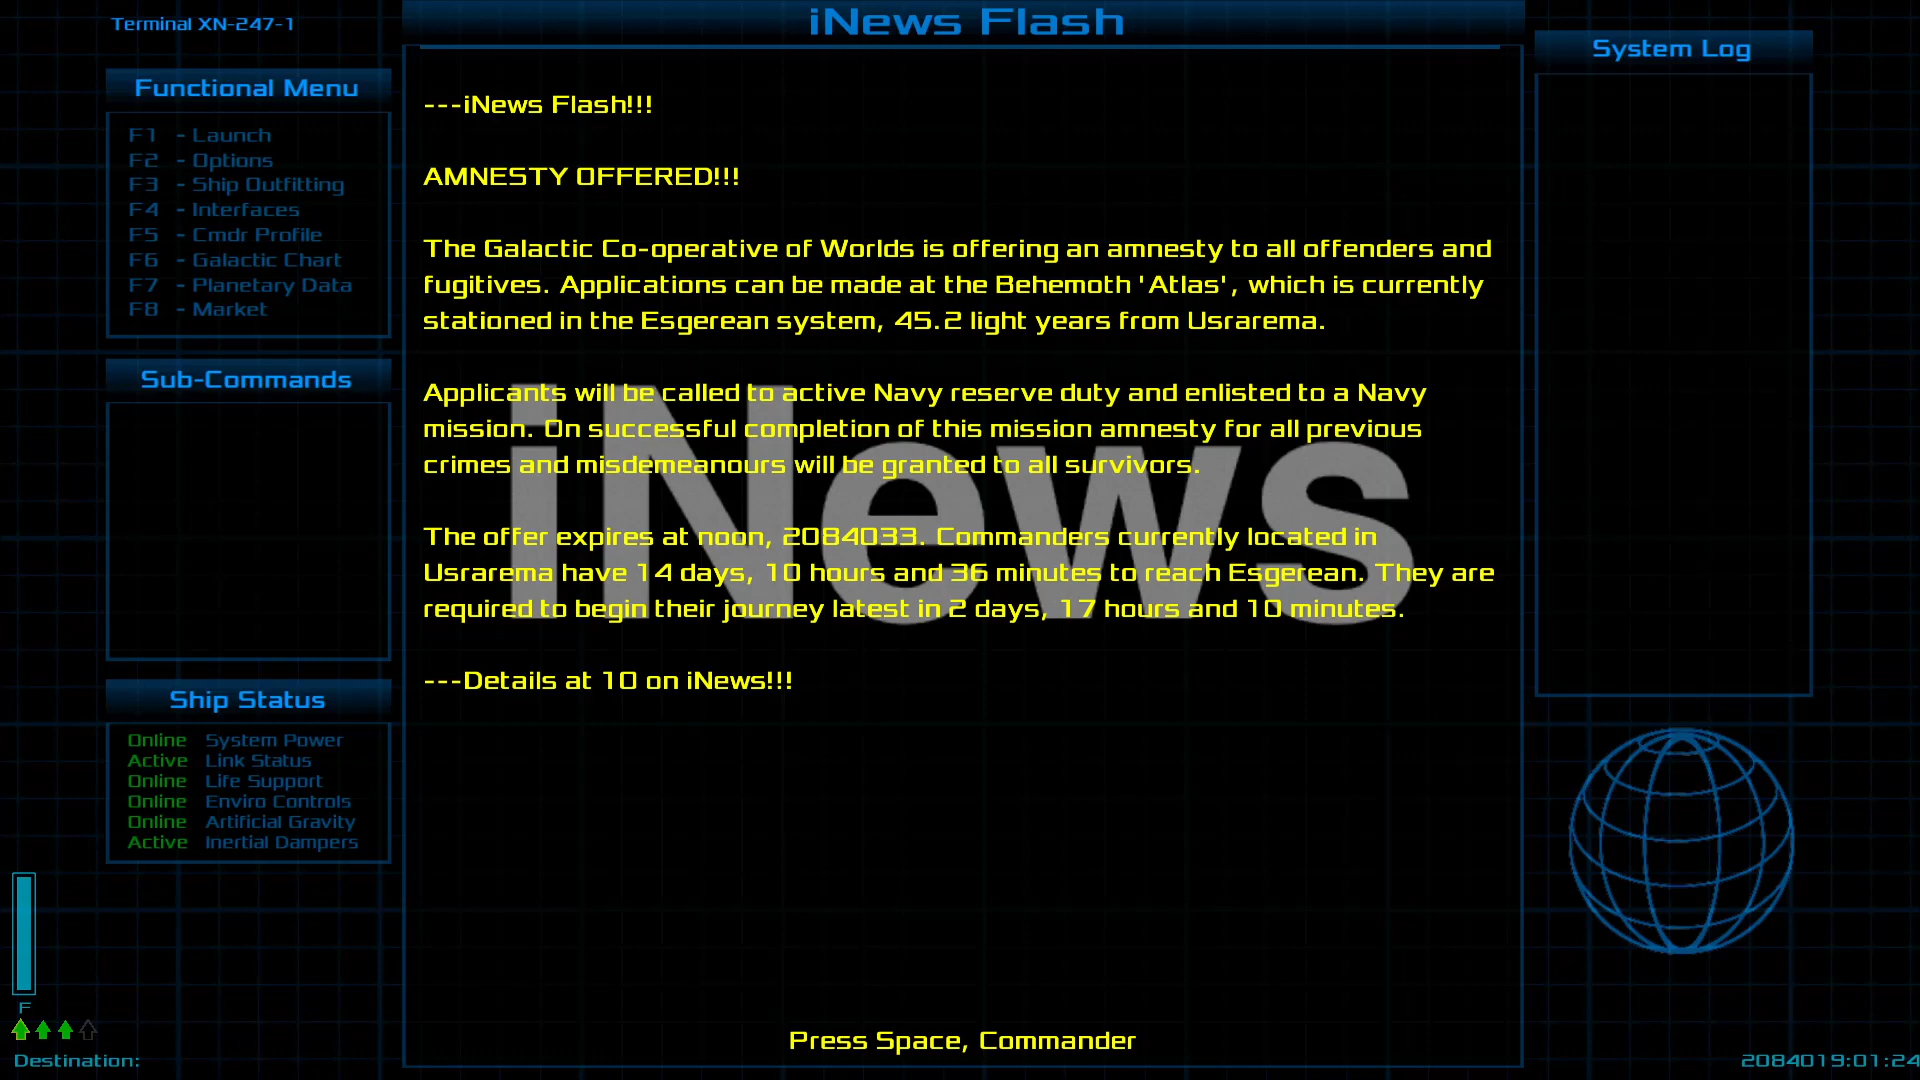 Terminal XN-247-1
iNews Flash
System Log
Functional Menu
F1 - Launch
F2 - Options
F3 - Ship Outfitting
F4 - Interfaces
F5 - Cmdr Profile
F6 - Galactic Chart
F7 - Planetary Data
F8 - Market
Sub-Commands
Ship Status
Online System Power
Active Link Status
Online Life Support
Online Enviro Controls
Online Artificial Gravity
Active Inertial Dampers
F
Destination:
---iNews Flash!!!
AMNESTY OFFERED!!!
The Galactic Co-operative of Worlds is offering an amnesty to all offenders and
fugitives. Applications can be made at the Behemoth 'Atlas', which is currently
stationed in the Esgerean system, 45.2 light years from Usrarema.
Applicants will be called to active Navy reserve duty and enlisted to a Navy
mission. On successful completion of this mission amnesty for all previous
crimes and misdemeanours will be granted to all survivors.
The offer expires at noon, 2084033. Commanders currently located in
Usrarema have 14 days, 10 hours and 36 minutes to reach Esgerean. They are
required to begin their journey latest in 2 days, 17 hours and 10 minutes.
---Details at 10 on iNews!!!
iNews
Press Space, Commander
2084019:01:24